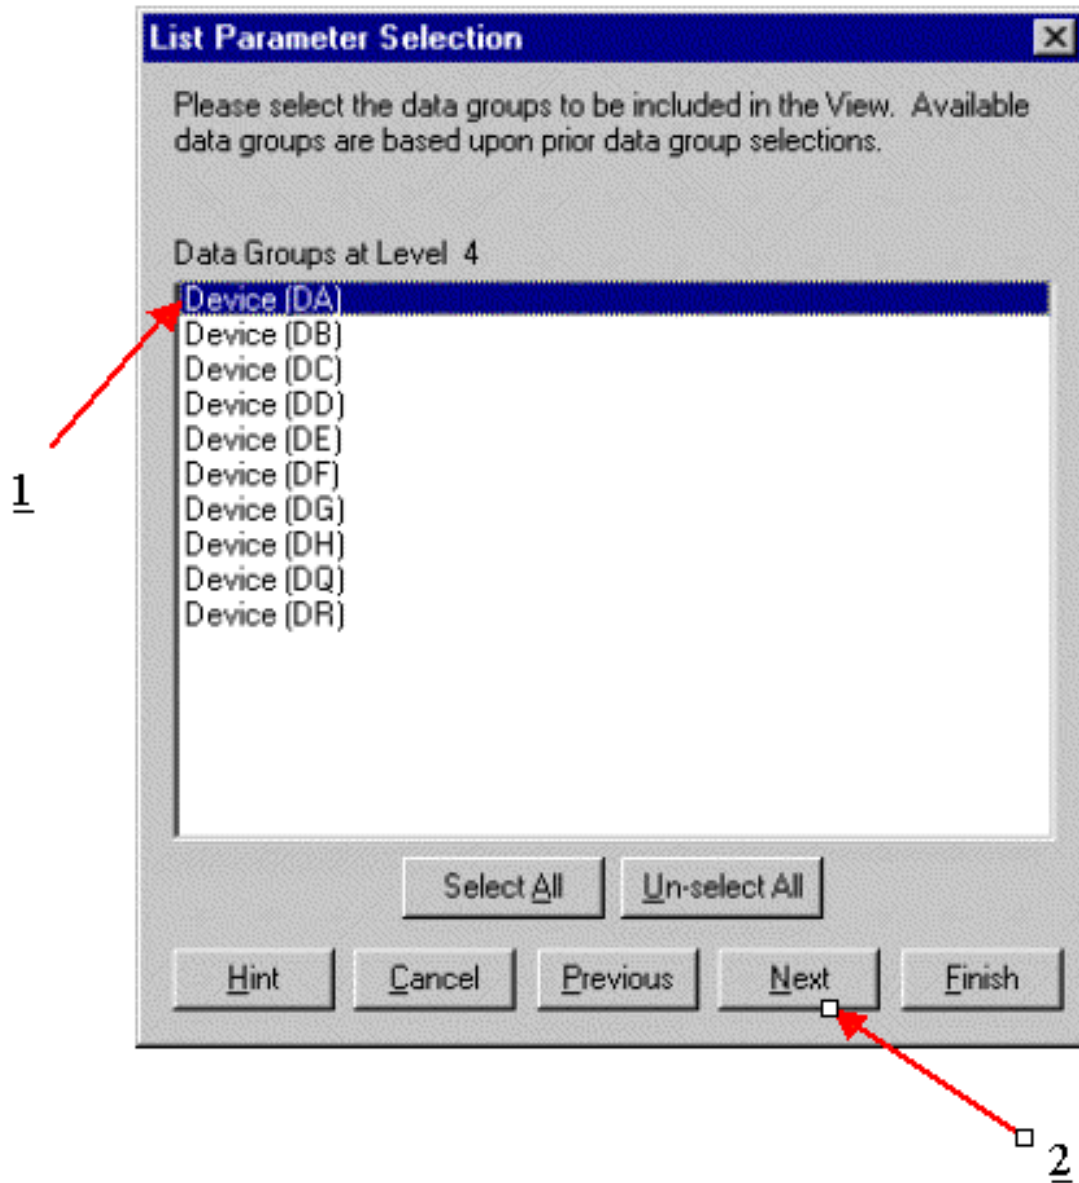 List Parameter Selection
Please select the data groups to be included in the View.  Available
data groups are based upon prior data group selections.
Data Groups at Level  4
Device (DA)
Device (DB)
Device (DC)
Device (DD)
Device (DE)
Device (DF)
Device (DG)
Device (DH)
Device (DQ)
Device (DR)
1
Select All
Un-select All
Hint
Cancel
Previous
Next
Finish
2